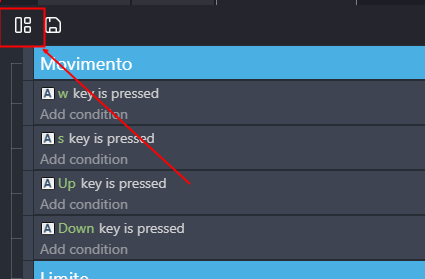 Movimento
A w key is pressed
Add condition
A s key is pressed
Add condition
A Up key is pressed
Add condition
A Down key is pressed
Add condition
Limite